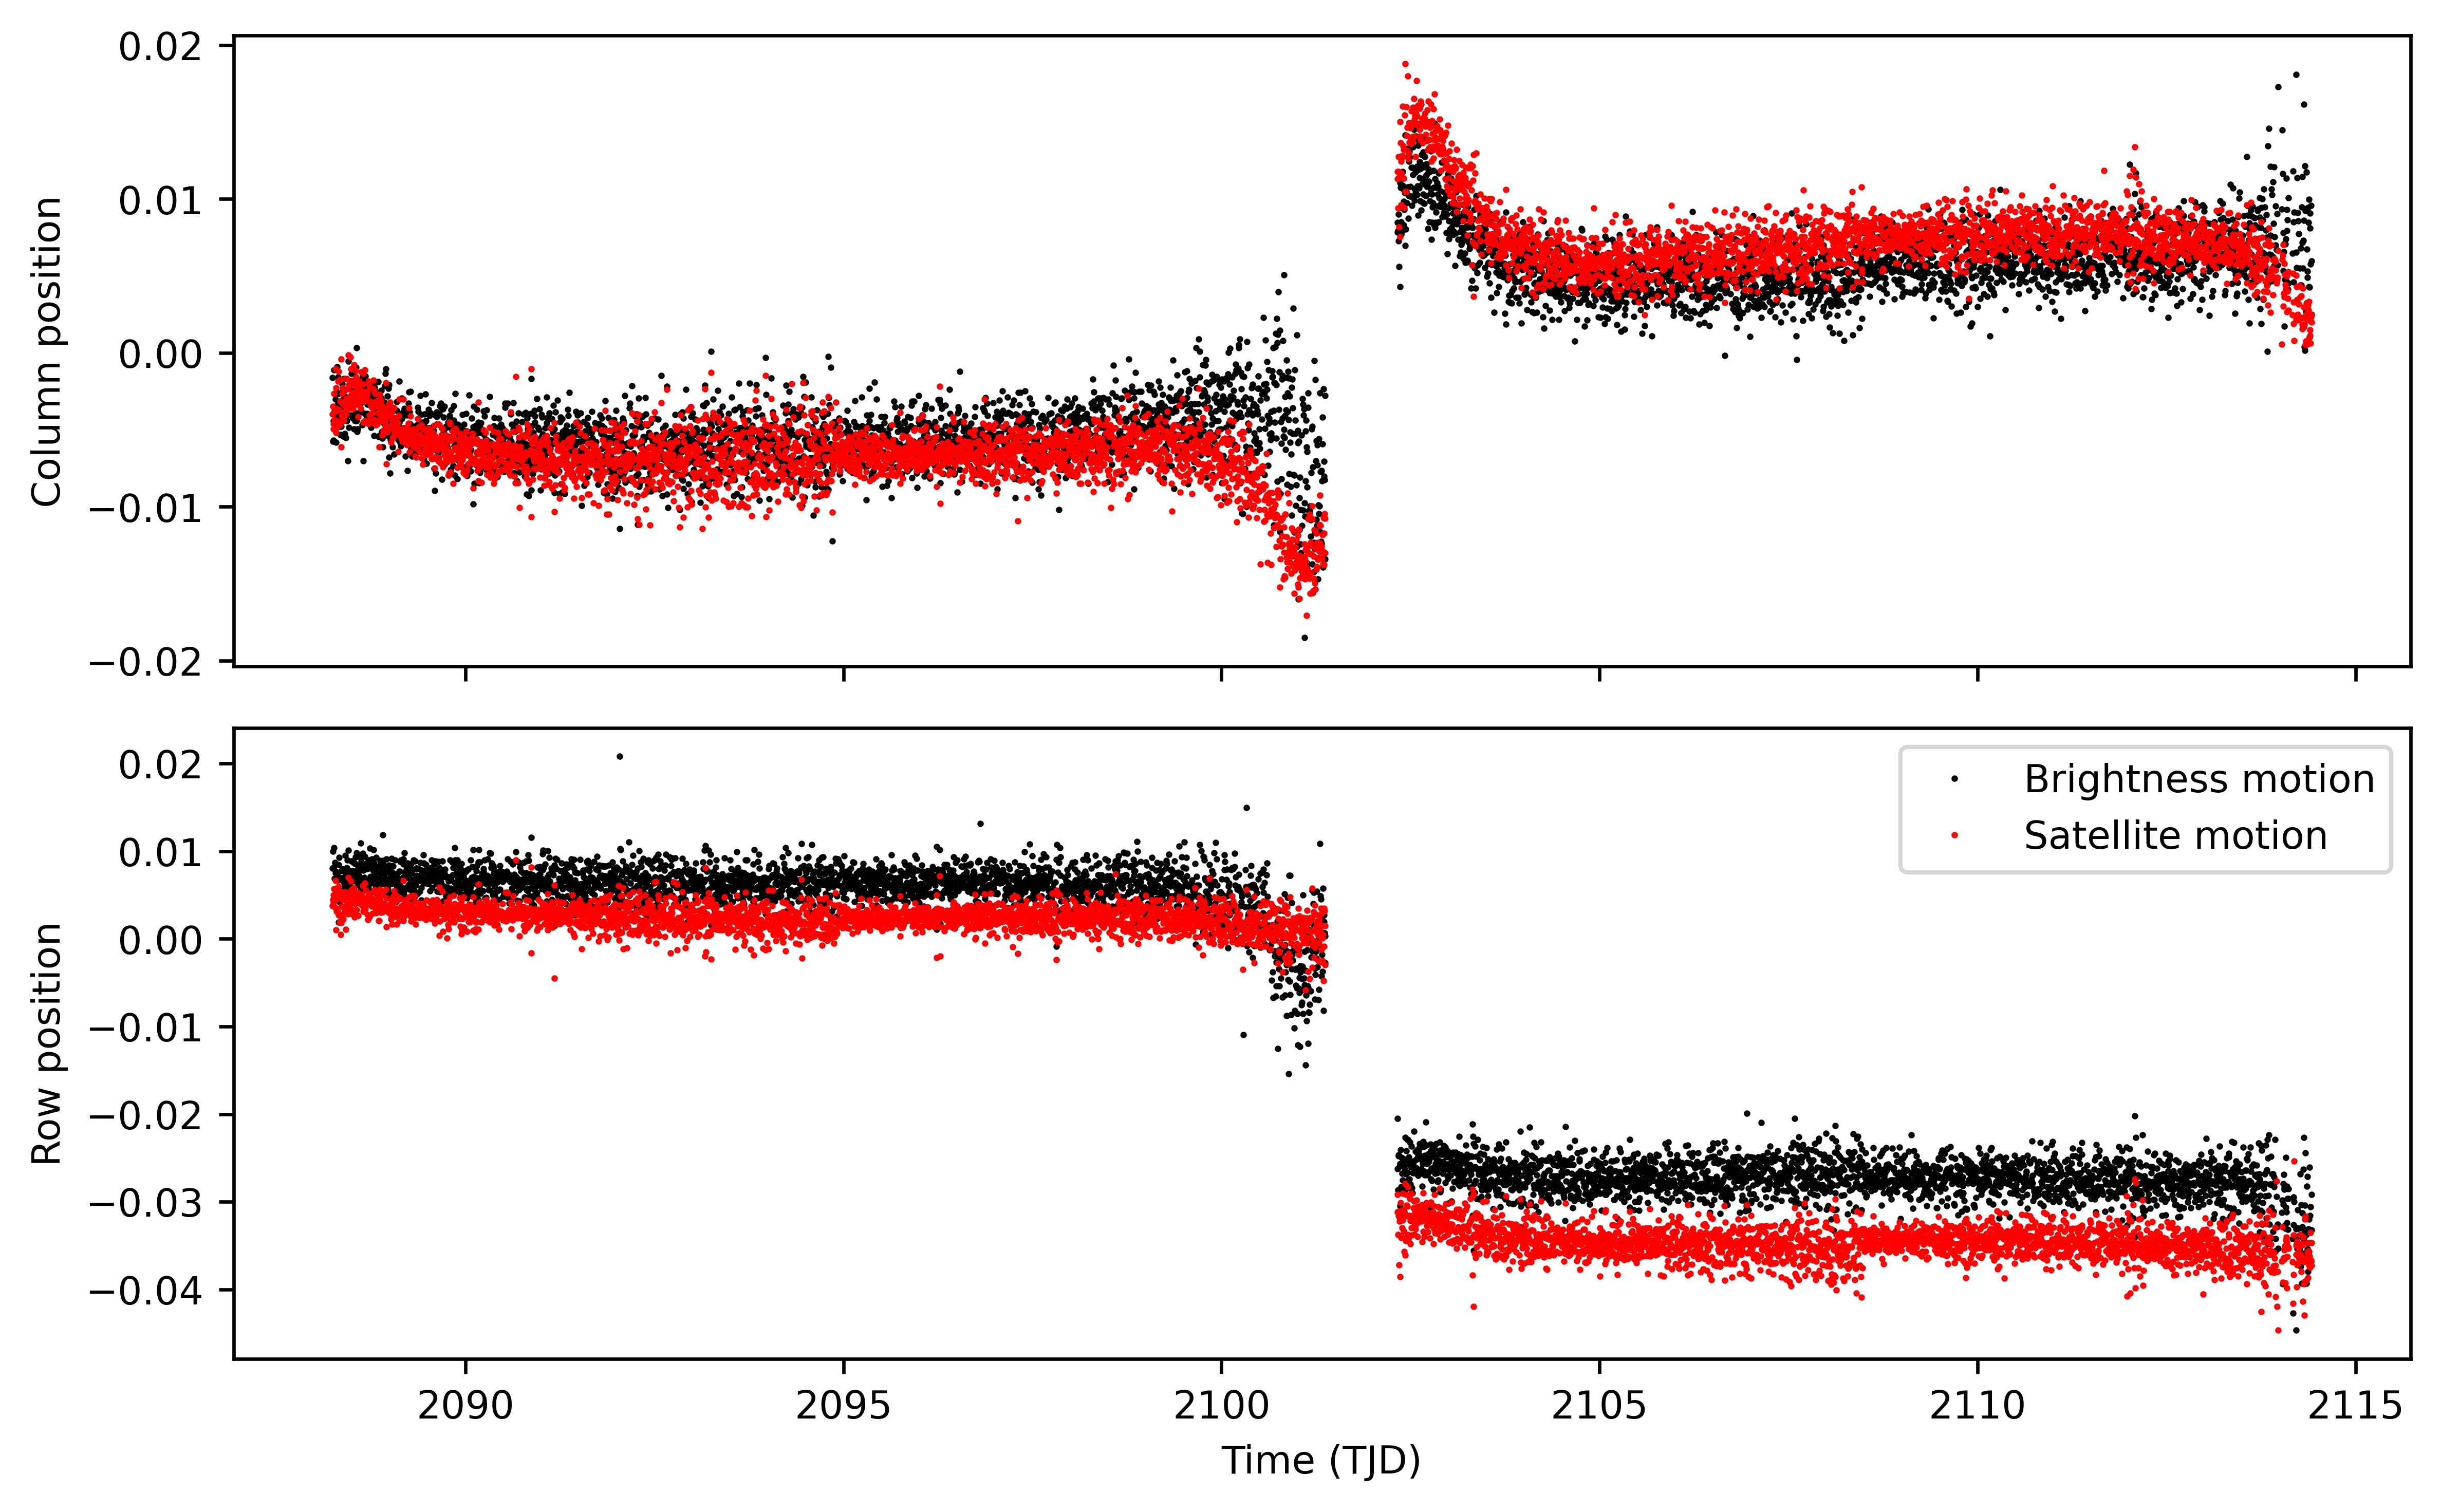 0.02
0.01
0.00
−0.01
−0.02
Column position
0.02
0.01
0.00
−0.01
−0.02
−0.03
−0.04
Row position
Brightness motion
Satellite motion
2090 2095 2100 2105 2110 2115
Time (TJD)